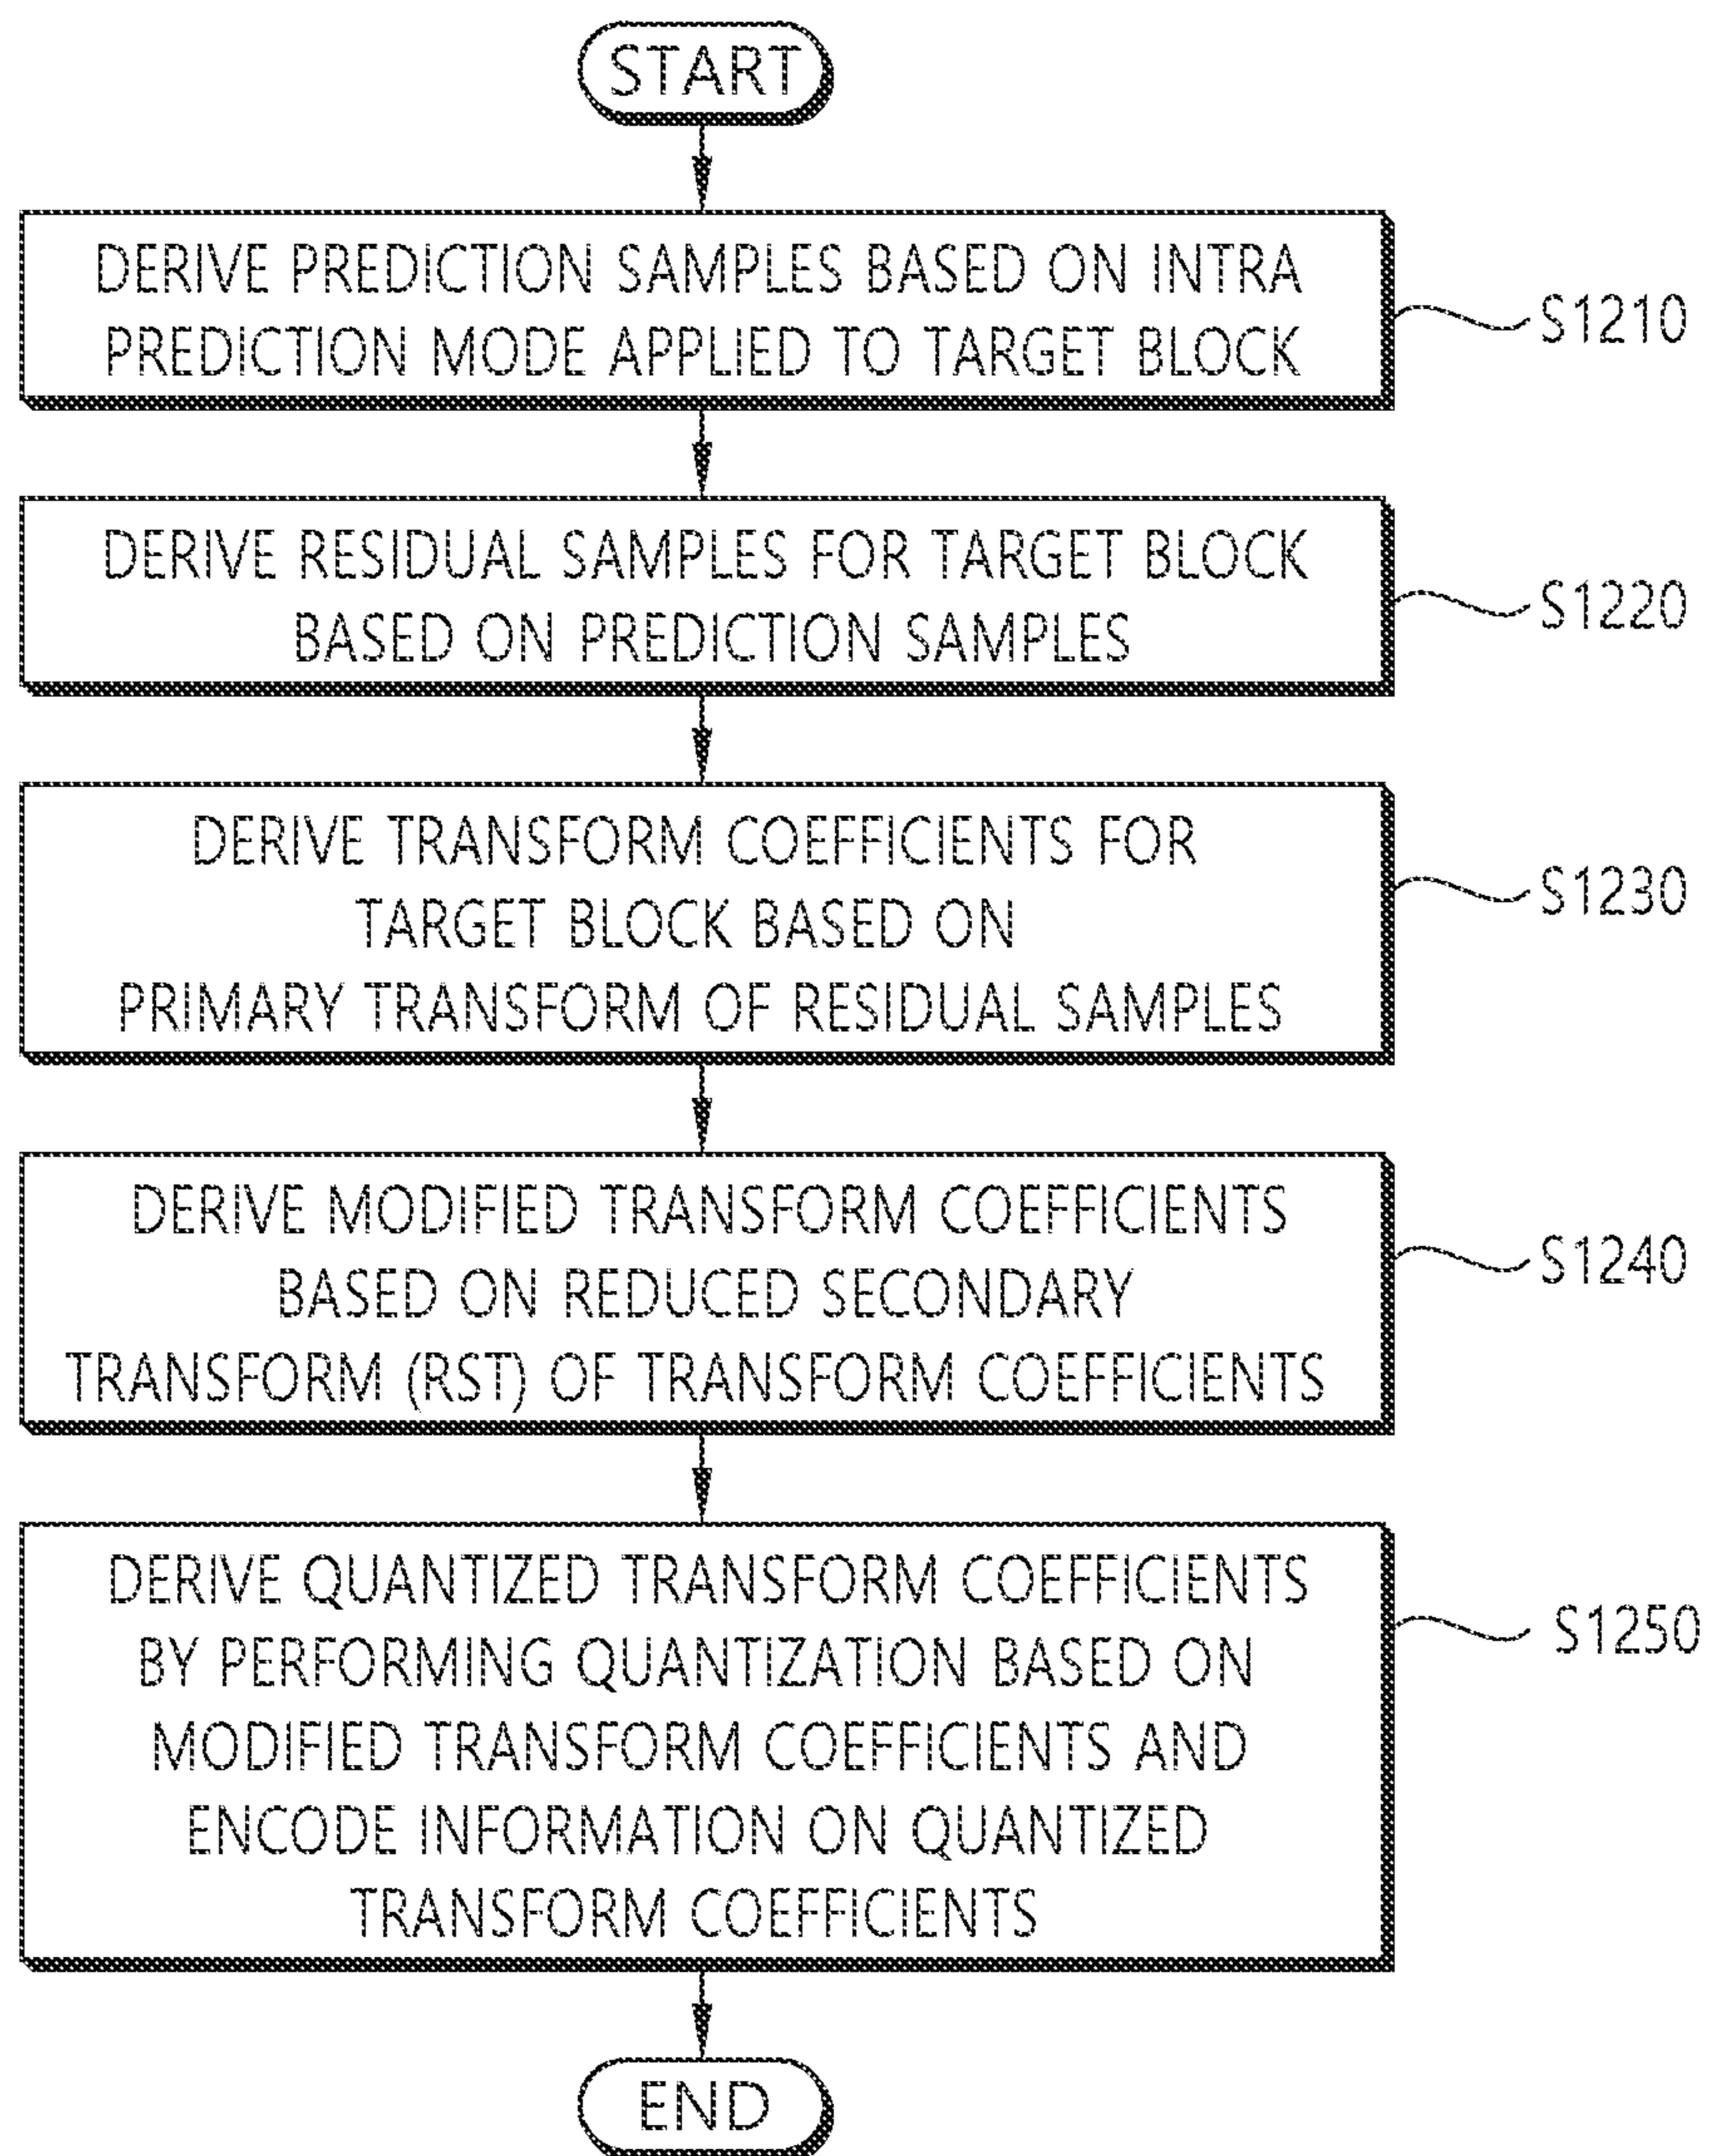 START
DERIVE PREDICTION SAMPLES BASED ON INTRA
PREDICTION MODE APPLIED TO TARGET BLOCK
S1210
DERIVE RESIDUAL SAMPLES FOR TARGET BLOCK
BASED ON PREDICTION SAMPLES
S1220
DERIVE TRANSFORM COEFFICIENTS FOR
TARGET BLOCK BASED ON
PRIMARY TRANSFORM OF RESIDUAL SAMPLES
S1230
DERIVE MODIFIED TRANSFORM COEFFICIENTS
BASED ON REDUCED SECONDARY
TRANSFORM (RST) OF TRANSFORM COEFFICIENTS
S1240
DERIVE QUANTIZED TRANSFORM COEFFICIENTS
BY PERFORMING QUANTIZATION BASED ON
MODIFIED TRANSFORM COEFFICIENTS AND
ENCODE INFORMATION ON QUANTIZED
TRANSFORM COEFFICIENTS
S1250
END